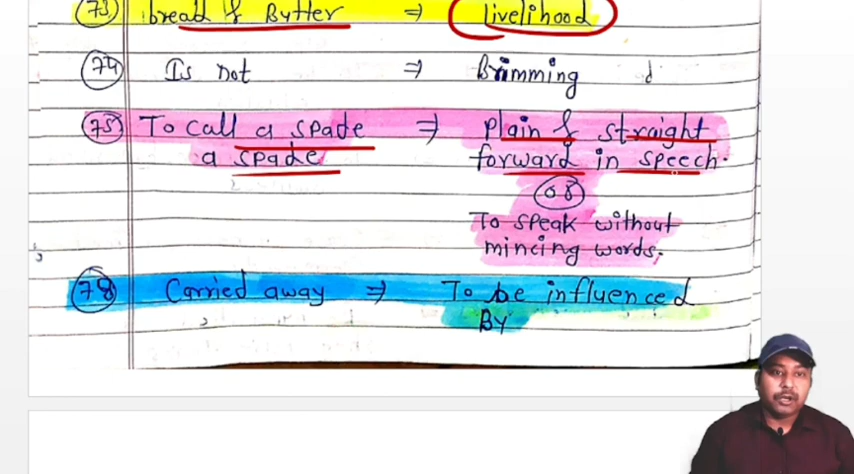 73 bread & Butter ⇒ Livelihood
74 Is not ⇒ Brimming d
75 To call a spade ⇒ plain & straight
a spade forward in speech.
OR
To speak without
mincing words,
78 Carried away ⇒ To be influenced
By